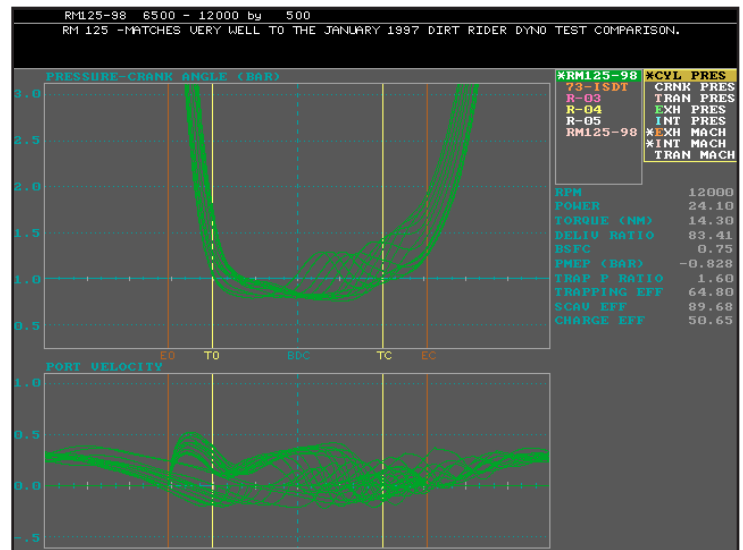 RM125-98 6500 - 12000 by 500
RM 125 -MATCHES VERY WELL TO THE JANUARY 1997 DIRT RIDER DYNO TEST COMPARISON.
PRESSURE-CRANK ANGLE (BAR)
3.0
2.5
2.0
1.5
1.0
0.5
EO TO BDC TC EC
PORT VELOCITY
1.0
0.5
0.0
-.5
*RM125-98
73-ISDT
R-03
R-04
R-05
RM125-98
*CYL PRES
CRNK PRES
TRAN PRES
EXH PRES
INT PRES
*EXH MACH
*INT MACH
TRAN MACH
RPM 12000
POWER 24.10
TORQUE (NM) 14.30
DELIV RATIO 83.41
BSFC 0.75
PMEP (BAR) -0.828
TRAP P RATIO 1.60
TRAPPING EFF 64.80
SCAV EFF 89.68
CHARGE EFF 50.65